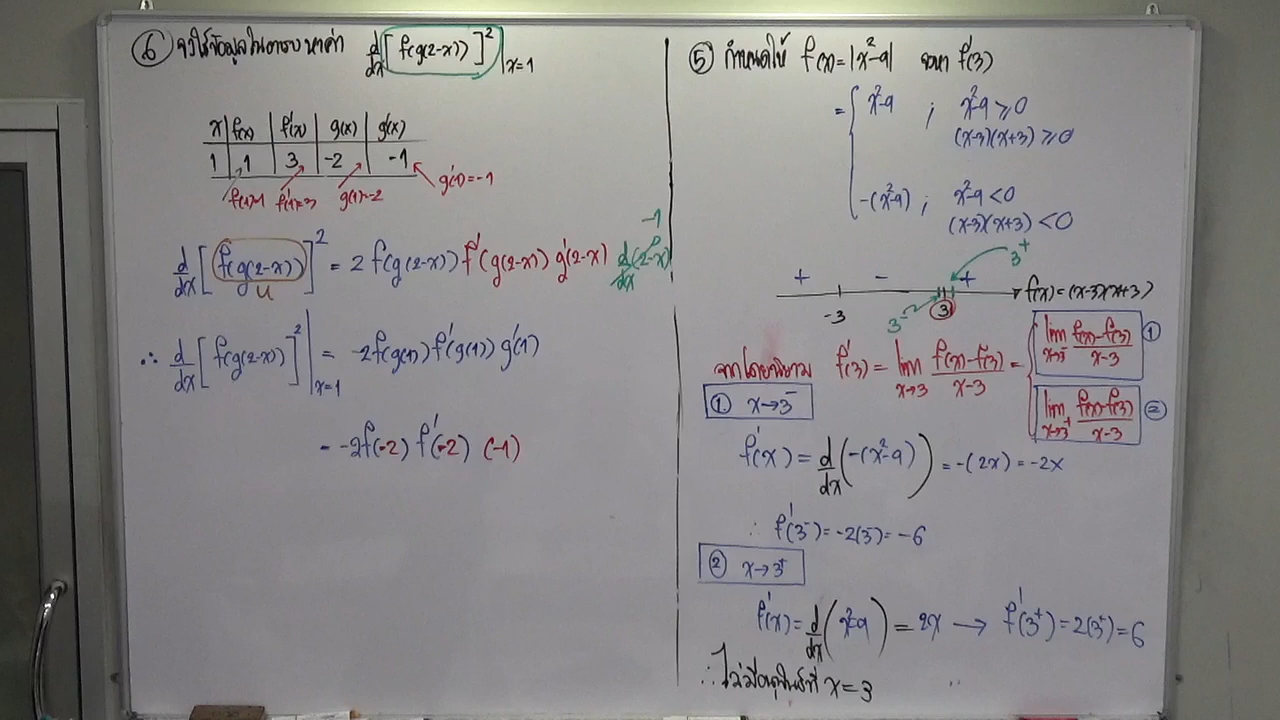 ⑥ จงใช้ข้อมูลในตาราง หาค่า d/dx [f(g(2-x))]² |x=1
x | f(x) | f'(x) | g(x) | g'(x)
1 | 1 | 3 | -2 | -1
f(1)=1 f'(1)=3 g(1)=-2 g'(1)=-1
d/dx [f(g(2-x))]² = 2 f(g(2-x)) f'(g(2-x)) g'(2-x) d/dx (2-x) -1
u
∴ d/dx [f(g(2-x))]² |x=1 = -2f(g(1)) f'(g(1)) g'(1)
= -2f(-2) f'(-2) (-1)
⑤ กำหนดให้ f(x) = |x²-9| จงหา f'(3)
= { x²-9 ; x²-9 ≥ 0
(x-3)(x+3) ≥ 0
-(x²-9) ; x²-9 < 0
(x-3)(x+3) < 0
3⁺
+ - + f(x) = (x-3)(x+3)
-3 3⁻ 3
จากโดยนิยาม f'(3) = lim x→3 f(x)-f(3)/x-3 = { lim x→3⁻ f(x)-f(3)/x-3 ①
lim x→3⁺ f(x)-f(3)/x-3 ②
① x→3⁻
f'(x) = d/dx (-(x²-9)) = -(2x) = -2x
∴ f'(3⁻) = -2(3⁻) = -6
② x→3⁺
f'(x) = d/dx (x²-9) = 2x → f'(3⁺) = 2(3⁺) = 6
∴ ไม่มีอนุพันธ์ที่ x = 3